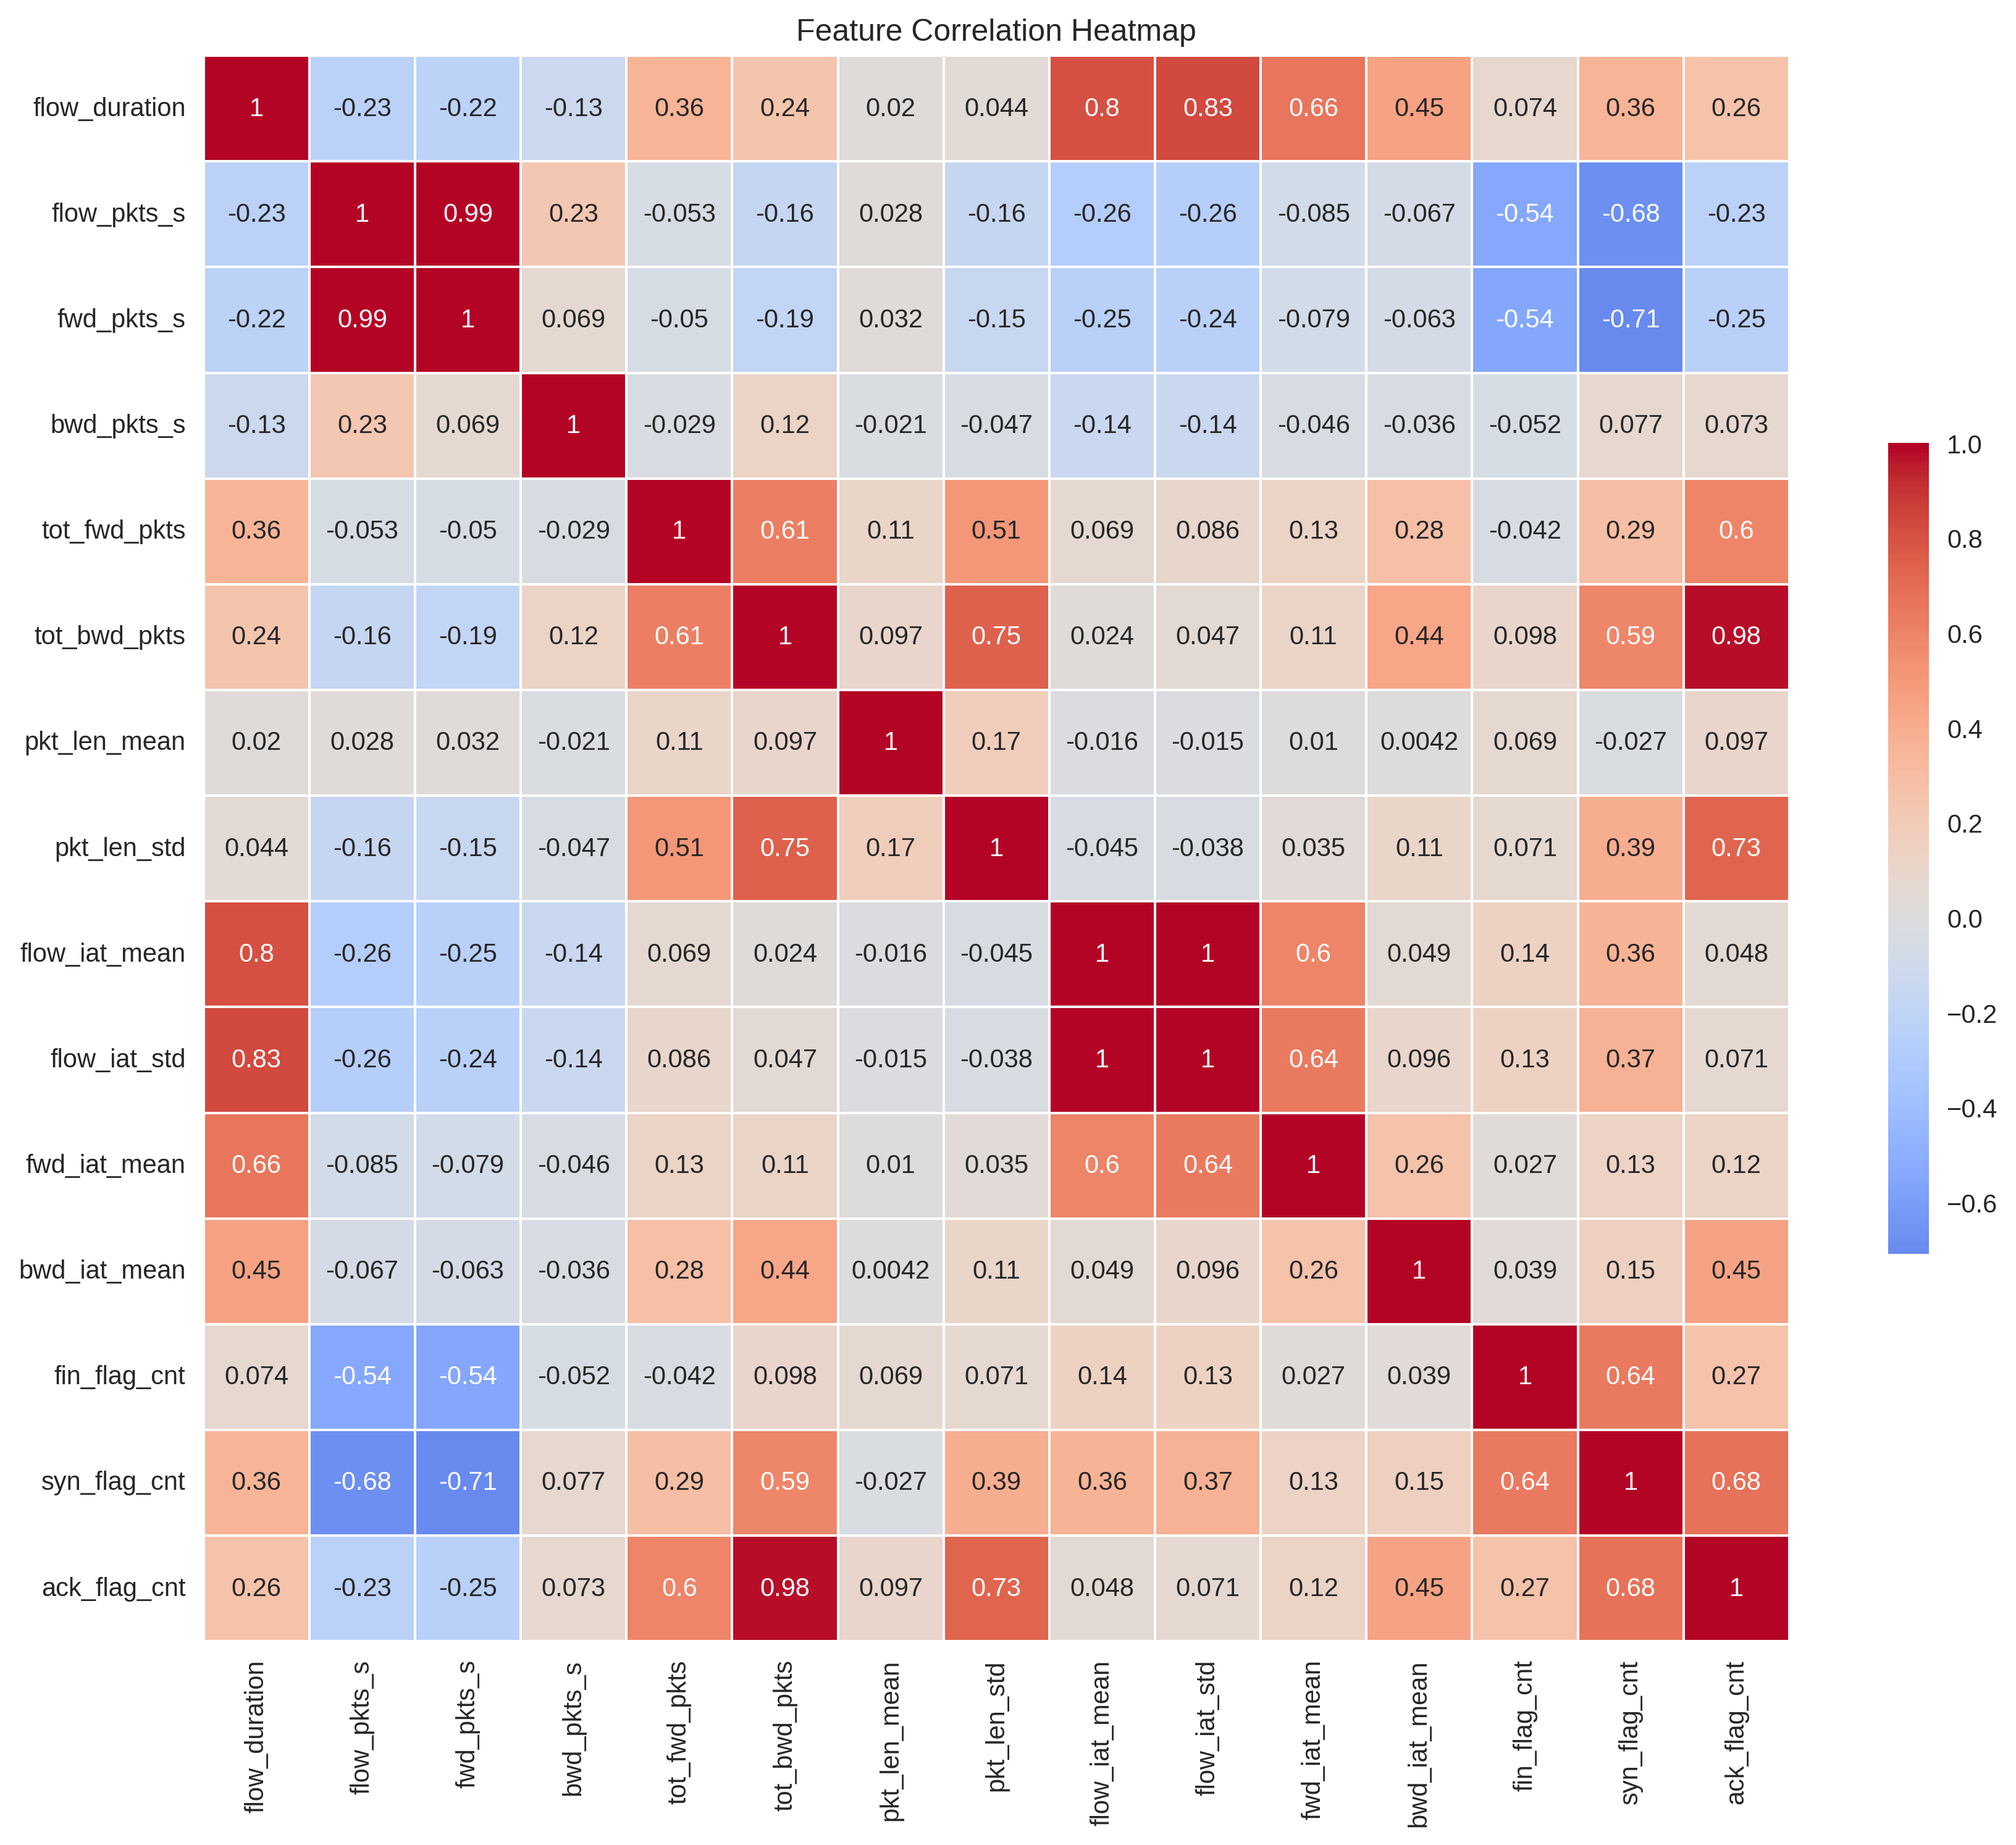 Feature Correlation Heatmap
flow_duration 1 -0.23 -0.22 -0.13 0.36 0.24 0.02 0.044 0.8 0.83 0.66 0.45 0.074 0.36 0.26
flow_pkts_s -0.23 1 0.99 0.23 -0.053 -0.16 0.028 -0.16 -0.26 -0.26 -0.085 -0.067 -0.54 -0.68 -0.23
fwd_pkts_s -0.22 0.99 1 0.069 -0.05 -0.19 0.032 -0.15 -0.25 -0.24 -0.079 -0.063 -0.54 -0.71 -0.25
bwd_pkts_s -0.13 0.23 0.069 1 -0.029 0.12 -0.021 -0.047 -0.14 -0.14 -0.046 -0.036 -0.052 0.077 0.073
tot_fwd_pkts 0.36 -0.053 -0.05 -0.029 1 0.61 0.11 0.51 0.069 0.086 0.13 0.28 -0.042 0.29 0.6
tot_bwd_pkts 0.24 -0.16 -0.19 0.12 0.61 1 0.097 0.75 0.024 0.047 0.11 0.44 0.098 0.59 0.98
pkt_len_mean 0.02 0.028 0.032 -0.021 0.11 0.097 1 0.17 -0.016 -0.015 0.01 0.0042 0.069 -0.027 0.097
pkt_len_std 0.044 -0.16 -0.15 -0.047 0.51 0.75 0.17 1 -0.045 -0.038 0.035 0.11 0.071 0.39 0.73
flow_iat_mean 0.8 -0.26 -0.25 -0.14 0.069 0.024 -0.016 -0.045 1 1 0.6 0.049 0.14 0.36 0.048
flow_iat_std 0.83 -0.26 -0.24 -0.14 0.086 0.047 -0.015 -0.038 1 1 0.64 0.096 0.13 0.37 0.071
fwd_iat_mean 0.66 -0.085 -0.079 -0.046 0.13 0.11 0.01 0.035 0.6 0.64 1 0.26 0.027 0.13 0.12
bwd_iat_mean 0.45 -0.067 -0.063 -0.036 0.28 0.44 0.0042 0.11 0.049 0.096 0.26 1 0.039 0.15 0.45
fin_flag_cnt 0.074 -0.54 -0.54 -0.052 -0.042 0.098 0.069 0.071 0.14 0.13 0.027 0.039 1 0.64 0.27
syn_flag_cnt 0.36 -0.68 -0.71 0.077 0.29 0.59 -0.027 0.39 0.36 0.37 0.13 0.15 0.64 1 0.68
ack_flag_cnt 0.26 -0.23 -0.25 0.073 0.6 0.98 0.097 0.73 0.048 0.071 0.12 0.45 0.27 0.68 1
flow_duration flow_pkts_s fwd_pkts_s bwd_pkts_s tot_fwd_pkts tot_bwd_pkts pkt_len_mean pkt_len_std flow_iat_mean flow_iat_std fwd_iat_mean bwd_iat_mean fin_flag_cnt syn_flag_cnt ack_flag_cnt
1.0
0.8
0.6
0.4
0.2
0.0
−0.2
−0.4
−0.6